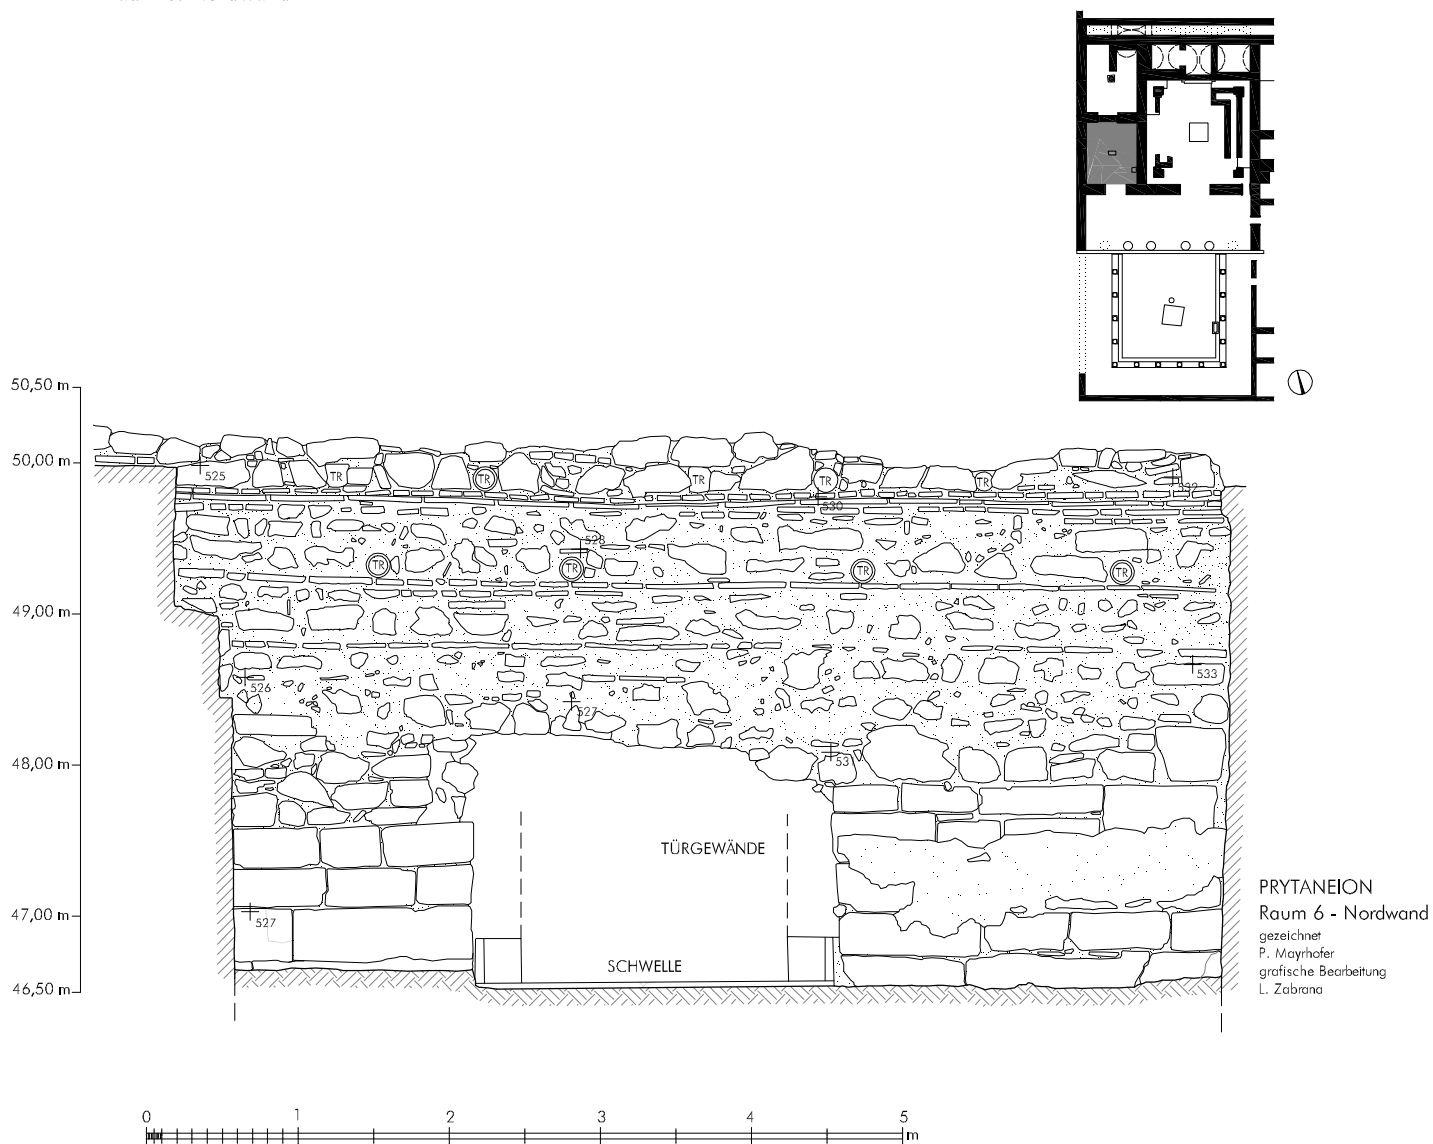 50,50 m
50,00 m
49,00 m
48,00 m
47,00 m
46,50 m
525
TR
TR
TR
TR
TR
532
530
528
TR
TR
TR
TR
526
527
533
53
TÜRGEWÄNDE
527
SCHWELLE
PRYTANEION
Raum 6 - Nordwand
gezeichnet
P. Mayrhofer
grafische Bearbeitung
L. Zabrana
0 1 2 3 4 5
m